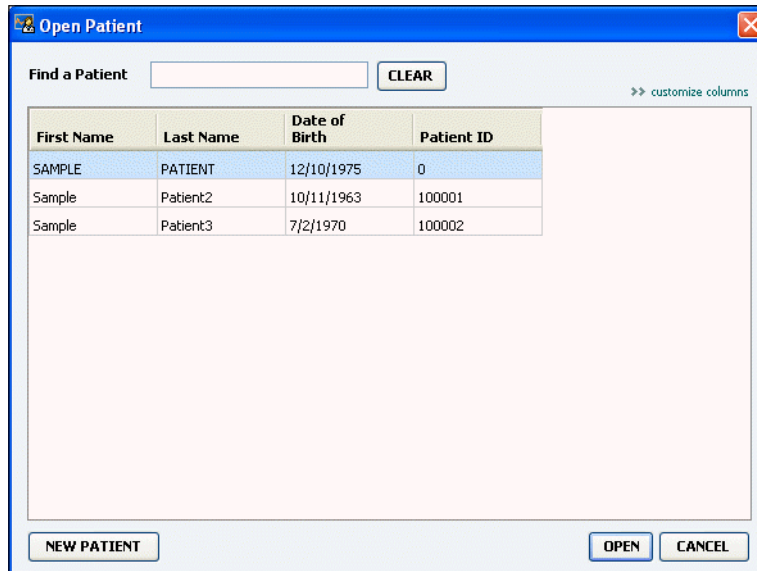 Open Patient
Find a Patient CLEAR
>> customize columns
First Name Last Name Date of Birth Patient ID
SAMPLE PATIENT 12/10/1975 0
Sample Patient2 10/11/1963 100001
Sample Patient3 7/2/1970 100002
NEW PATIENT OPEN CANCEL